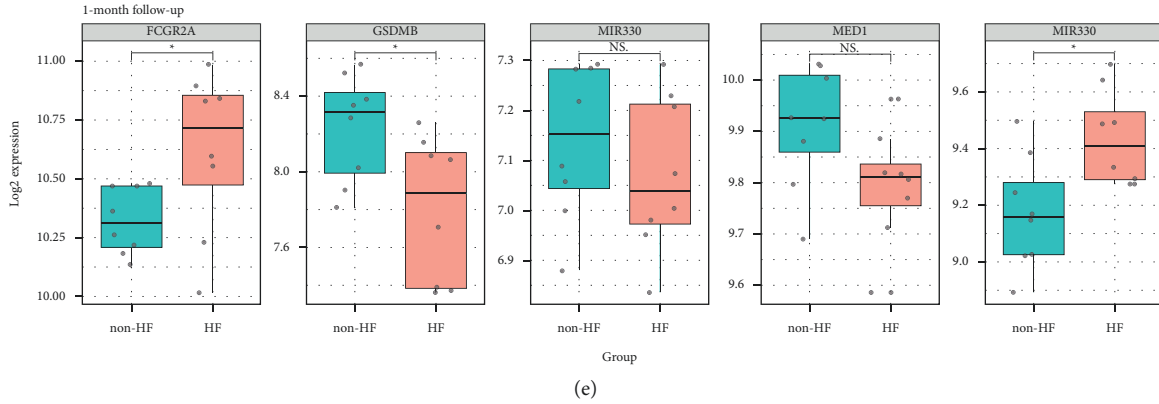 1-month follow-up
FCGR2A GSDMB MIR330 MED1 MIR330
* * NS. NS. *
Log2 expression
11.00 10.75 10.50 10.25 10.00
8.4 8.0 7.6
7.3 7.2 7.1 7.0 6.9
10.0 9.9 9.8 9.7 9.6
9.6 9.4 9.2 9.0
non-HF HF non-HF HF non-HF HF non-HF HF non-HF HF
Group
(e)